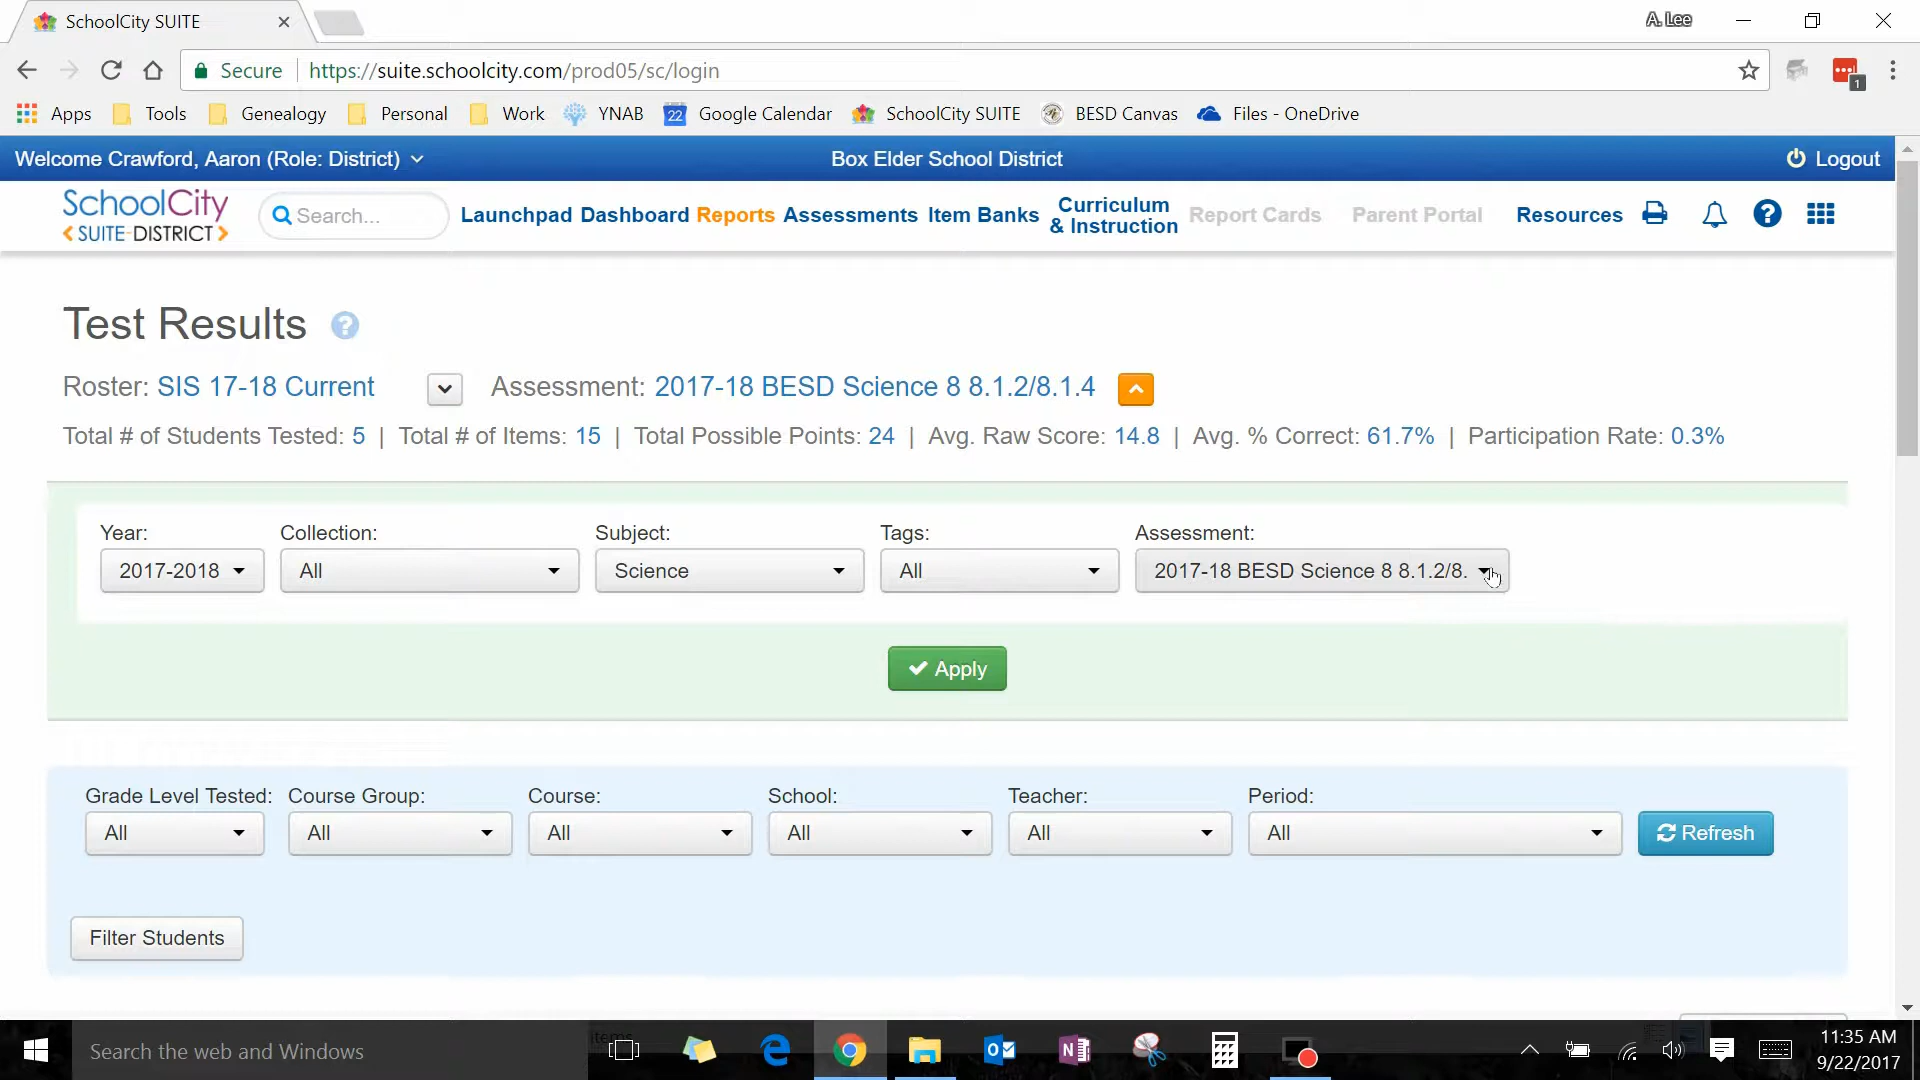 SchoolCity SUITE
A. Lee
Secure https://suite.schoolcity.com/prod05/sc/login
Apps Tools Genealogy Personal Work YNAB 22 Google Calendar SchoolCity SUITE BESD Canvas Files - OneDrive
1
Welcome Crawford, Aaron (Role: District) Box Elder School District Logout
SchoolCity
SUITE-DISTRICT
Search...
Launchpad Dashboard Reports Assessments Item Banks Curriculum & Instruction Report Cards Parent Portal Resources
Test Results
Roster: SIS 17-18 Current Assessment: 2017-18 BESD Science 8 8.1.2/8.1.4
Total # of Students Tested: 5 | Total # of Items: 15 | Total Possible Points: 24 | Avg. Raw Score: 14.8 | Avg. % Correct: 61.7% | Participation Rate: 0.3%
Year: Collection: Subject: Tags: Assessment:
2017-2018 All Science All 2017-18 BESD Science 8 8.1.2/8.
Apply
Grade Level Tested: Course Group: Course: School: Teacher: Period:
All All All All All All Refresh
Filter Students
Search the web and Windows
11:35 AM
9/22/2017